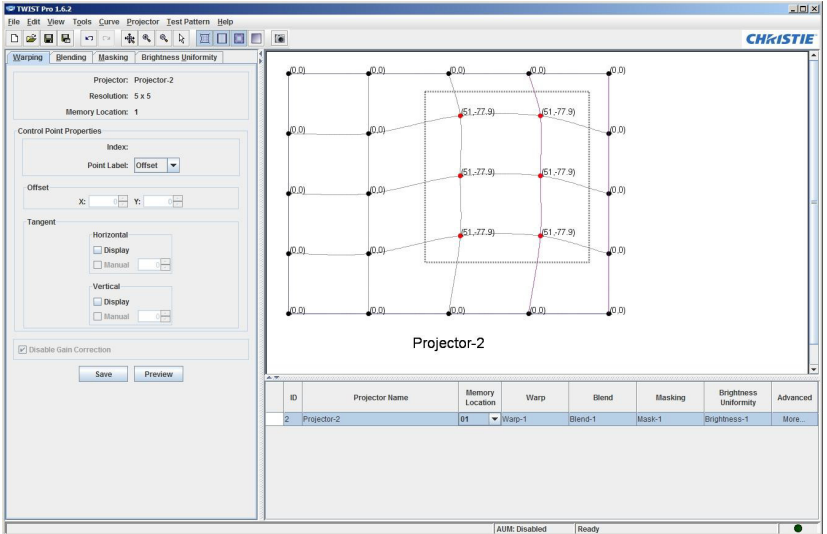 TWIST Pro 1.6.2
File Edit View Tools Curve Projector Test Pattern Help
CHRISTIE
Warping Blending Masking Brightness Uniformity
Projector: Projector-2
Resolution: 5 x 5
Memory Location: 1
Control Point Properties
Index:
Point Label: Offset
Offset
X: 0 Y: 0
Tangent
Horizontal
Display
Manual 0
Vertical
Display
Manual 0
Disable Gain Correction
Save Preview
(0.0) (0.0) (0.0) (0.0) (0.0)
(51,-77.9) (51,-77.9)
(0.0) (0.0) (0.0)
(51,-77.9) (51,-77.9)
(0.0) (0.0) (0.0)
(51,-77.9) (51,-77.9)
(0.0) (0.0) (0.0)
(0.0) (0.0) (0.0) (0.0) (0.0)
Projector-2
ID Projector Name Memory Location Warp Blend Masking Brightness Uniformity Advanced
2 Projector-2 01 Warp-1 Blend-1 Mask-1 Brightness-1 More...
AUM: Disabled Ready